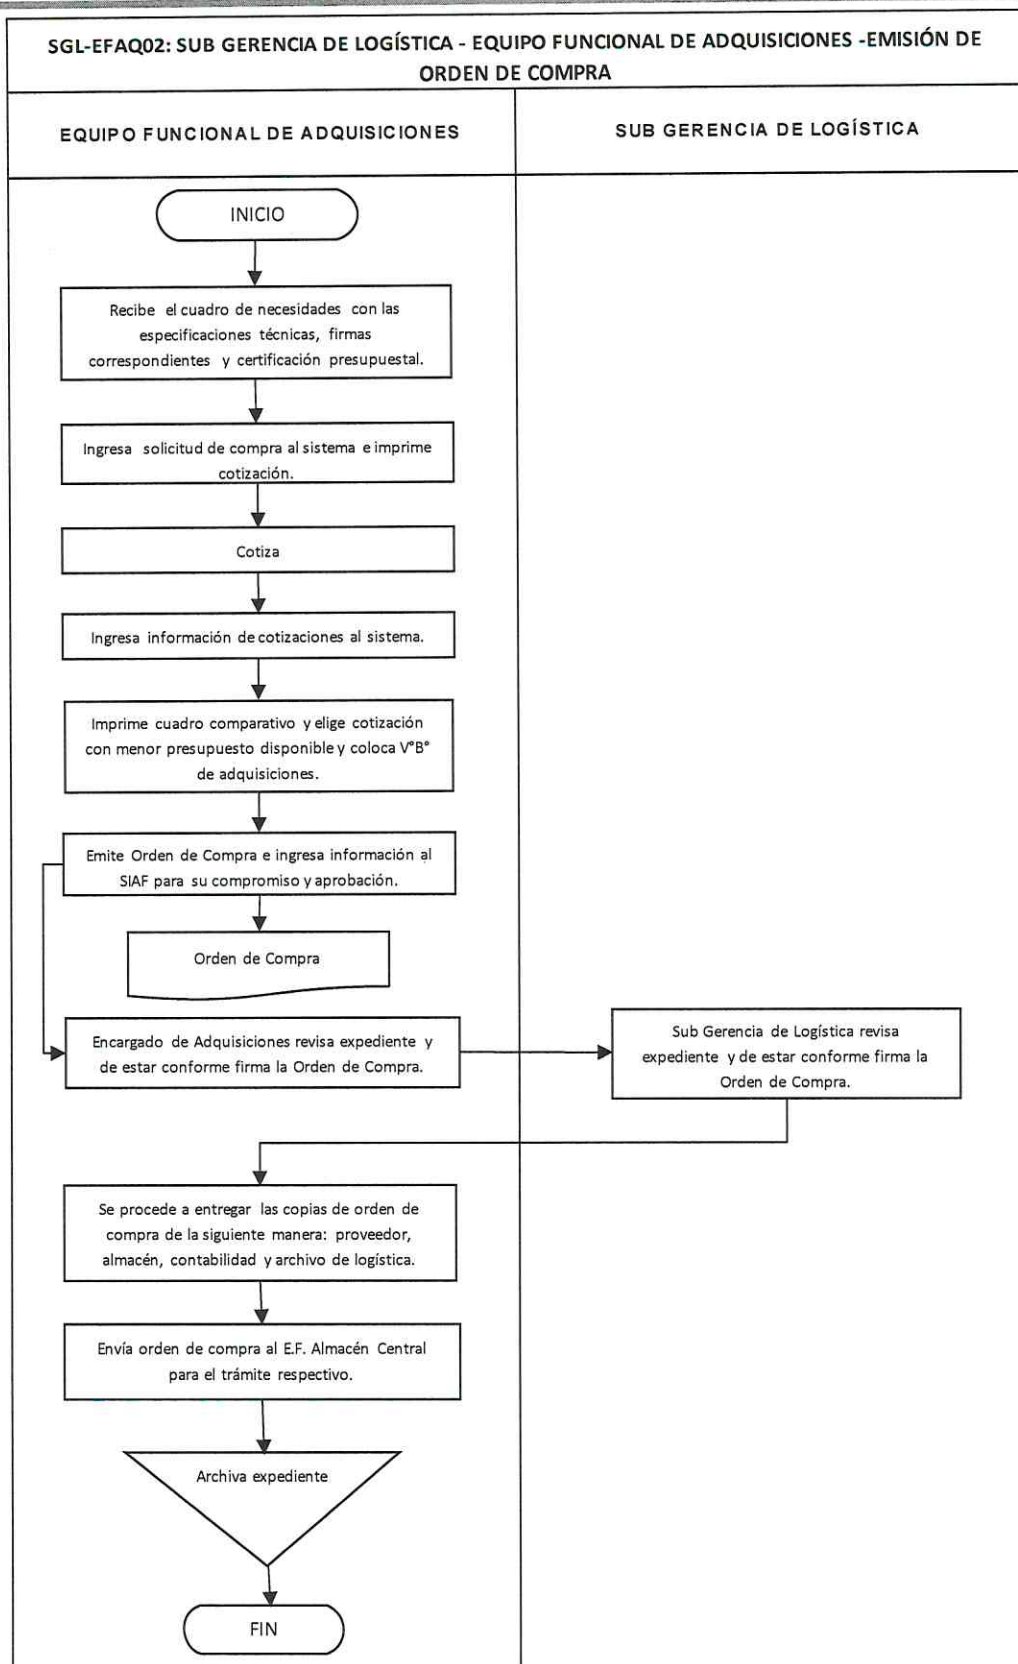 SGL-EFAQ02: SUB GERENCIA DE LOGÍSTICA - EQUIPO FUNCIONAL DE ADQUISICIONES -EMISIÓN DE
ORDEN DE COMPRA
EQUIPO FUNCIONAL DE ADQUISICIONES
SUB GERENCIA DE LOGÍSTICA
INICIO
Recibe el cuadro de necesidades con las
especificaciones técnicas, firmas
correspondientes y certificación presupuestal.
Ingresa solicitud de compra al sistema e imprime
cotización.
Cotiza
Ingresa información de cotizaciones al sistema.
Imprime cuadro comparativo y elige cotización
con menor presupuesto disponible y coloca V°B°
de adquisiciones.
Emite Orden de Compra e ingresa información al
SIAF para su compromiso y aprobación.
Orden de Compra
Encargado de Adquisiciones revisa expediente y
de estar conforme firma la Orden de Compra.
Sub Gerencia de Logística revisa
expediente y de estar conforme firma la
Orden de Compra.
Se procede a entregar las copias de orden de
compra de la siguiente manera: proveedor,
almacén, contabilidad y archivo de logística.
Envía orden de compra al E.F. Almacén Central
para el trámite respectivo.
Archiva expediente
FIN